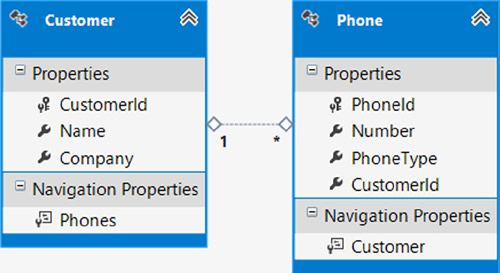 Customer
Properties
CustomerId
Name
Company
Navigation Properties
Phones
1
*
Phone
Properties
PhoneId
Number
PhoneType
CustomerId
Navigation Properties
Customer